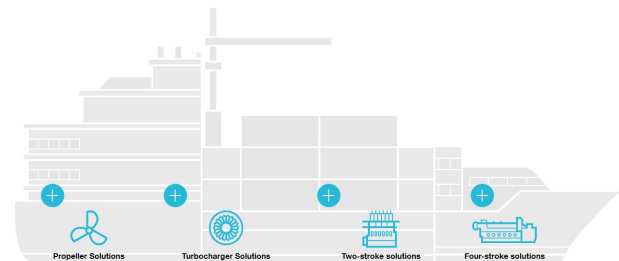 Propeller Solutions
Turbocharger Solutions
Two-stroke solutions
Four-stroke solutions